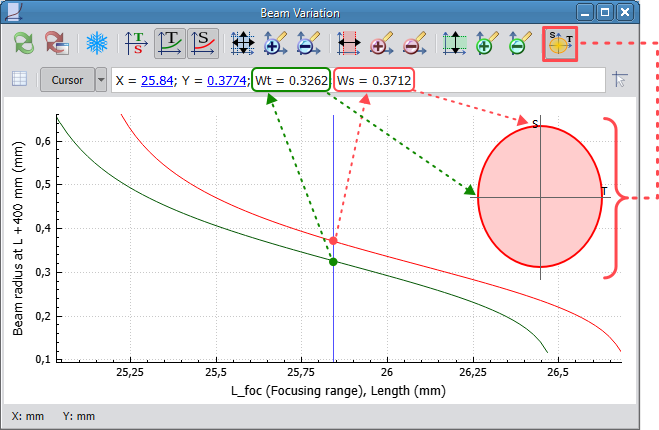 Beam Variation
T
S
T
S
S
T
Cursor
X = 25.84; Y = 0.3774; Wt = 0.3262 Ws = 0.3712
S
T
Beam radius at L + 400 mm (mm)
0,6
0,5
0,4
0,3
0,2
0,1
25,25 25,5 25,75 26 26,25 26,5
L_foc (Focusing range), Length (mm)
X: mm Y: mm